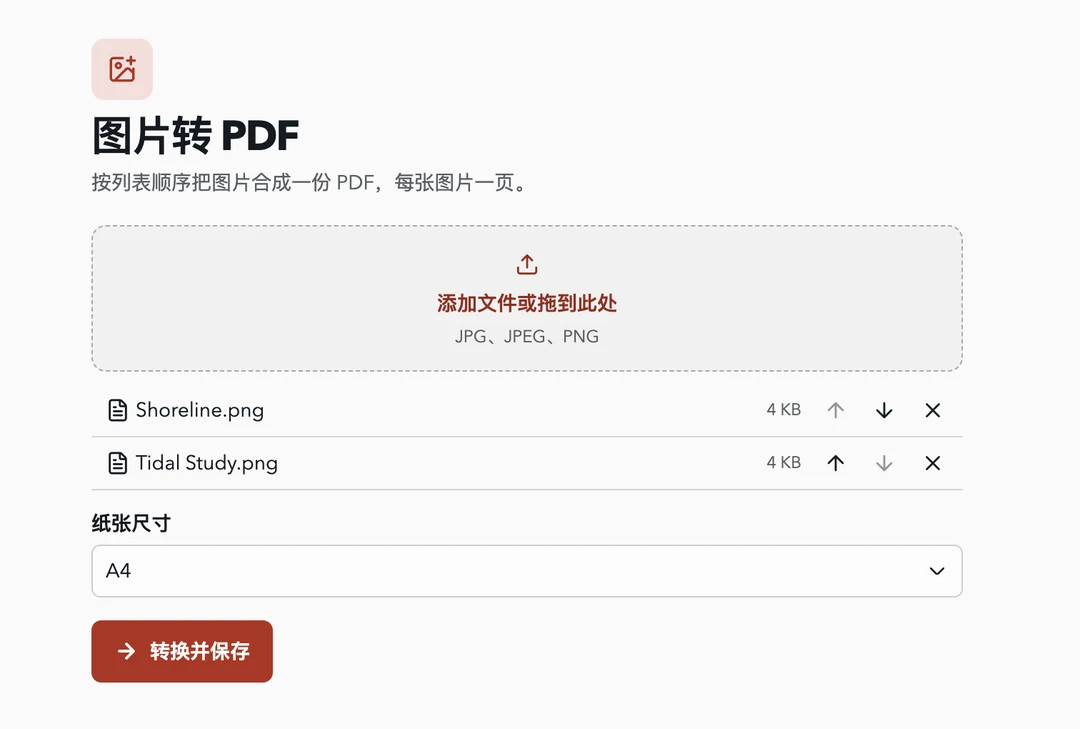 图片转 PDF
按列表顺序把图片合成一份 PDF，每张图片一页。
添加文件或拖到此处
JPG、JPEG、PNG
Shoreline.png 4 KB
Tidal Study.png 4 KB
纸张尺寸
A4
转换并保存